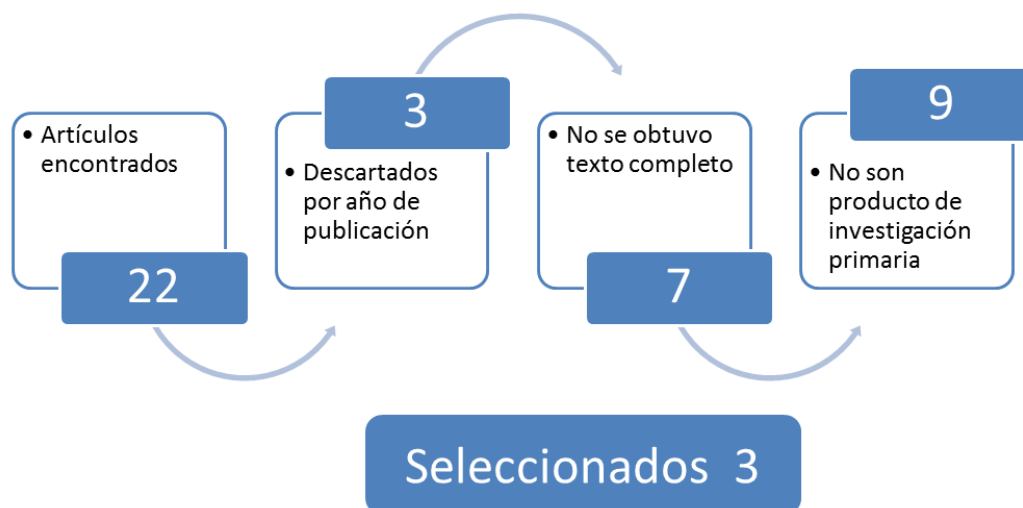 • Artículos
encontrados
22
3
• Descartados
por año de
publicación
• No se obtuvo
texto completo
7
9
• No son
producto de
investigación
primaria
Seleccionados 3